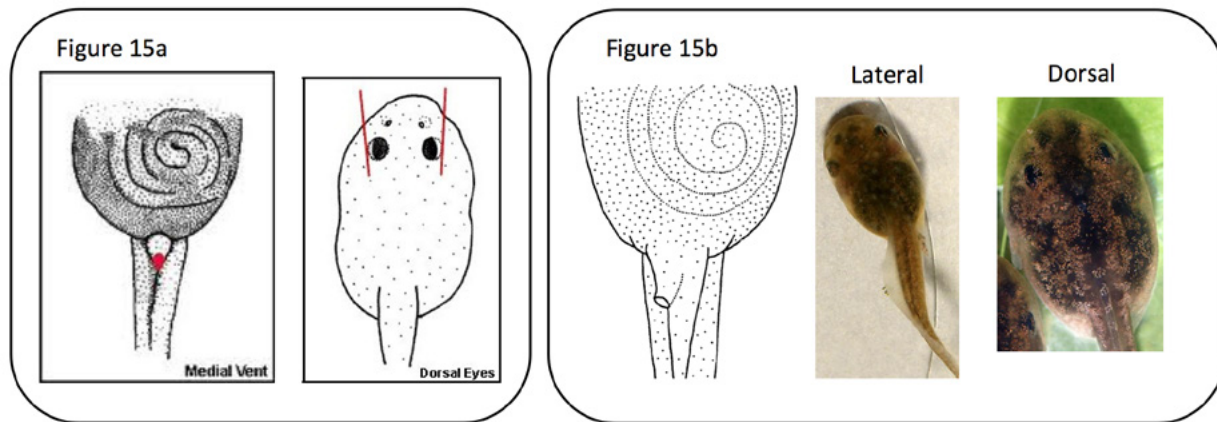 Figure 15a
Medial Vent
Dorsal Eyes
Figure 15b
Lateral
Dorsal